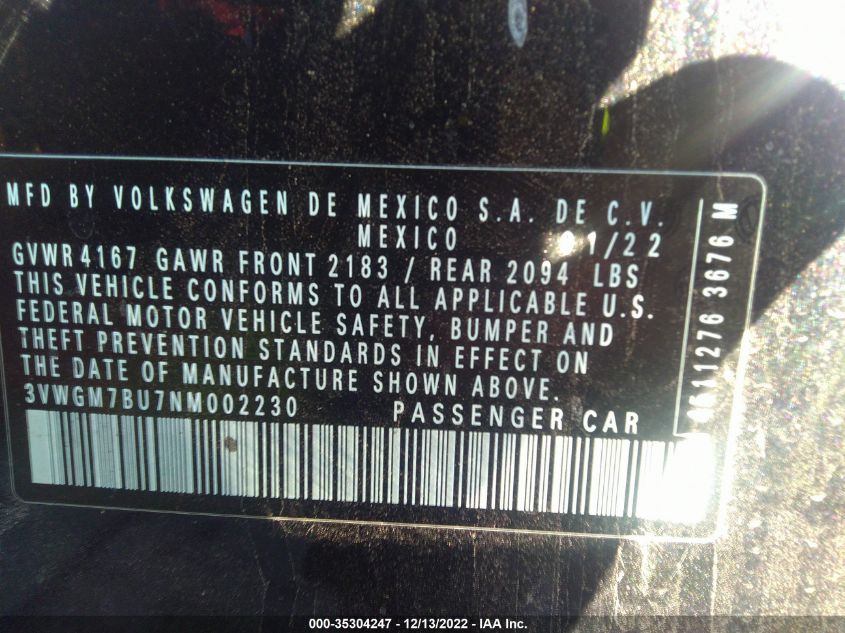 MFD BY VOLKSWAGEN DE MEXICO S.A. DE C.V.
MEXICO 01/22
GVWR 4167 GAWR FRONT 2183 / REAR 2094 LBS
THIS VEHICLE CONFORMS TO ALL APPLICABLE U.S.
FEDERAL MOTOR VEHICLE SAFETY, BUMPER AND
THEFT PREVENTION STANDARDS IN EFFECT ON
THE DATE OF MANUFACTURE SHOWN ABOVE.
3VWGM7BU7NM002230 PASSENGER CAR
3676 M
000-35304247 - 12/13/2022 - IAA Inc.